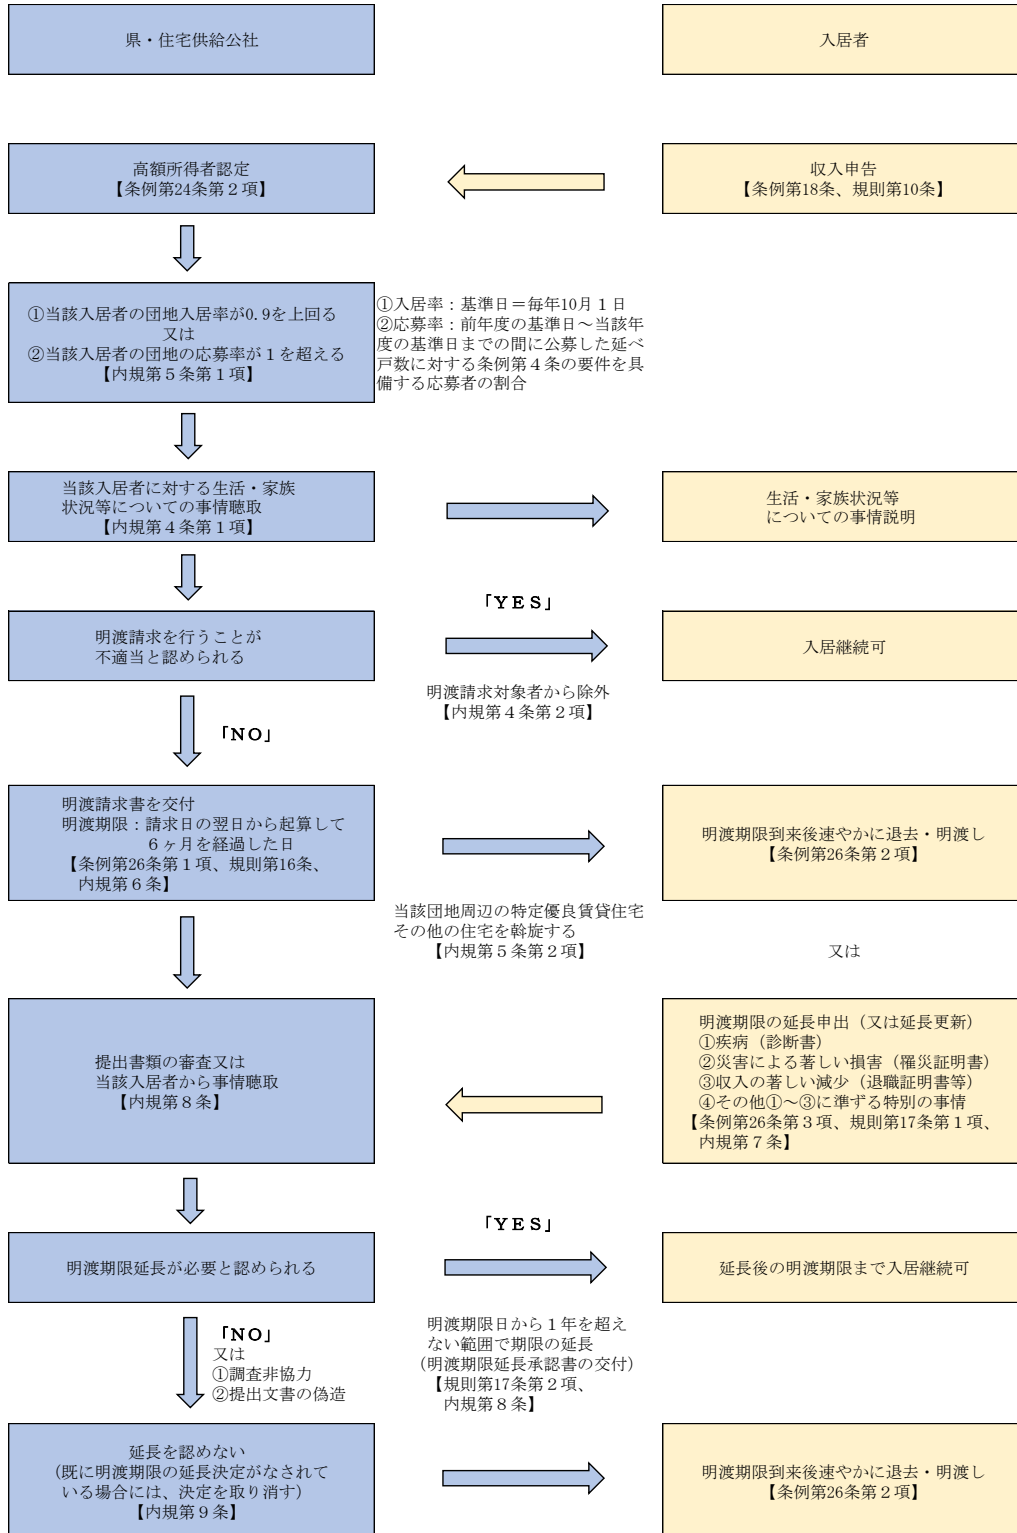 県・住宅供給公社
入居者
高額所得者認定
【条例第24条第２項】
収入申告
【条例第18条、規則第10条】
①当該入居者の団地入居率が0.9を上回る
又は
②当該入居者の団地の応募率が１を超える
【内規第５条第１項】
①入居率：基準日＝毎年10月１日
②応募率：前年度の基準日～当該年
度の基準日までの間に公募した延べ
戸数に対する条例第４条の要件を具
備する応募者の割合
当該入居者に対する生活・家族
状況等についての事情聴取
【内規第４条第１項】
生活・家族状況等
についての事情説明
明渡請求を行うことが
不適当と認められる
「ＹＥＳ」
明渡請求対象者から除外
【内規第４条第２項】
入居継続可
「ＮＯ」
明渡請求書を交付
明渡期限：請求日の翌日から起算して
６ヶ月を経過した日
【条例第26条第１項、規則第16条、
内規第６条】
当該団地周辺の特定優良賃貸住宅
その他の住宅を斡旋する
【内規第５条第２項】
明渡期限到来後速やかに退去・明渡し
【条例第26条第２項】
又は
提出書類の審査又は
当該入居者から事情聴取
【内規第８条】
明渡期限の延長申出（又は延長更新）
①疾病（診断書）
②災害による著しい損害（罹災証明書）
③収入の著しい減少（退職証明書等）
④その他①～③に準ずる特別の事情
【条例第26条第３項、規則第17条第１項、
内規第７条】
明渡期限延長が必要と認められる
「ＹＥＳ」
明渡期限日から１年を超え
ない範囲で期限の延長
（明渡期限延長承認書の交付）
【規則第17条第２項、
内規第８条】
延長後の明渡期限まで入居継続可
「ＮＯ」
又は
①調査非協力
②提出文書の偽造
延長を認めない
（既に明渡期限の延長決定がなされて
いる場合には、決定を取り消す）
【内規第９条】
明渡期限到来後速やかに退去・明渡し
【条例第26条第２項】